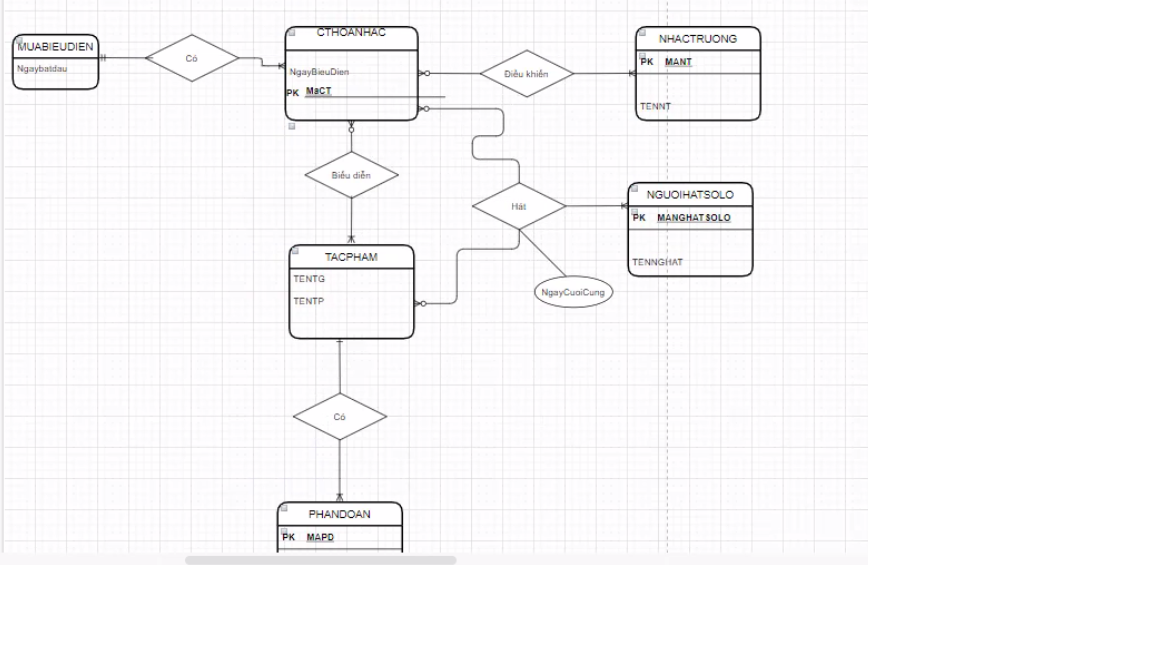 MUABIEUDIEN
Ngaybatdau
Có
CTHOANHAC
NgayBieuDien
PK MaCT
Điều khiển
NHACTRUONG
PK MANT
TENNT
Biểu diễn
Hát
NGUOIHATSOLO
PK MANGHATSOLO
TENNGHAT
NgayCuoiCung
TACPHAM
TENTG
TENTP
Có
PHANDOAN
PK MAPD